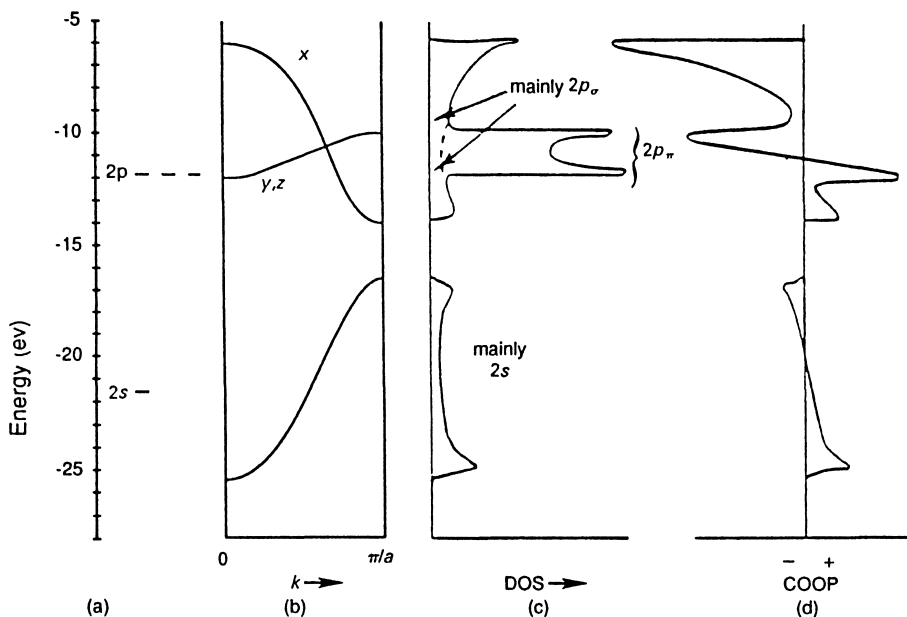 -5
-10
-15
-20
-25
Energy (ev)
2p
2s
(a)
x
y,z
0
π/a
k
(b)
mainly 2pσ
2pπ
mainly
2s
DOS
(c)
– +
COOP
(d)